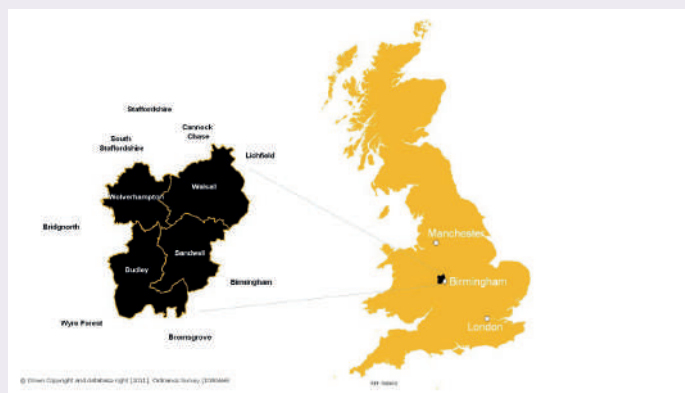 Staffordshire
Cannock
Chase
South
Staffordshire
Lichfield
Wolverhampton
Walsall
Bridgnorth
Sandwell
Dudley
Birmingham
Wyre Forest
Bromsgrove
Manchester
Birmingham
London
© Crown Copyright and database right
Ordnance Survey